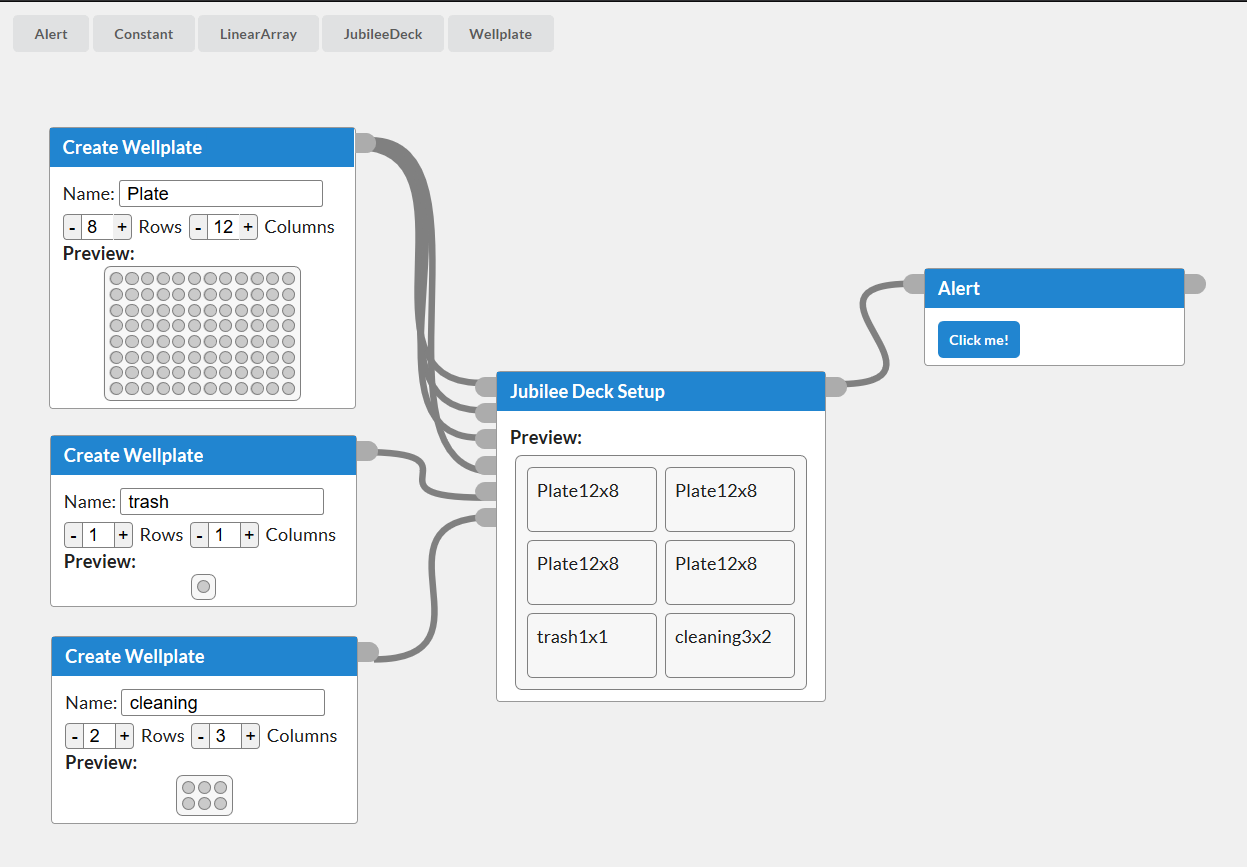 Alert Constant LinearArray JubileeDeck Wellplate
Create Wellplate
Name: Plate
- 8 + Rows - 12 + Columns
Preview:
Create Wellplate
Name: trash
- 1 + Rows - 1 + Columns
Preview:
Create Wellplate
Name: cleaning
- 2 + Rows - 3 + Columns
Preview:
Jubilee Deck Setup
Preview:
Plate12x8 Plate12x8
Plate12x8 Plate12x8
trash1x1 cleaning3x2
Alert
Click me!